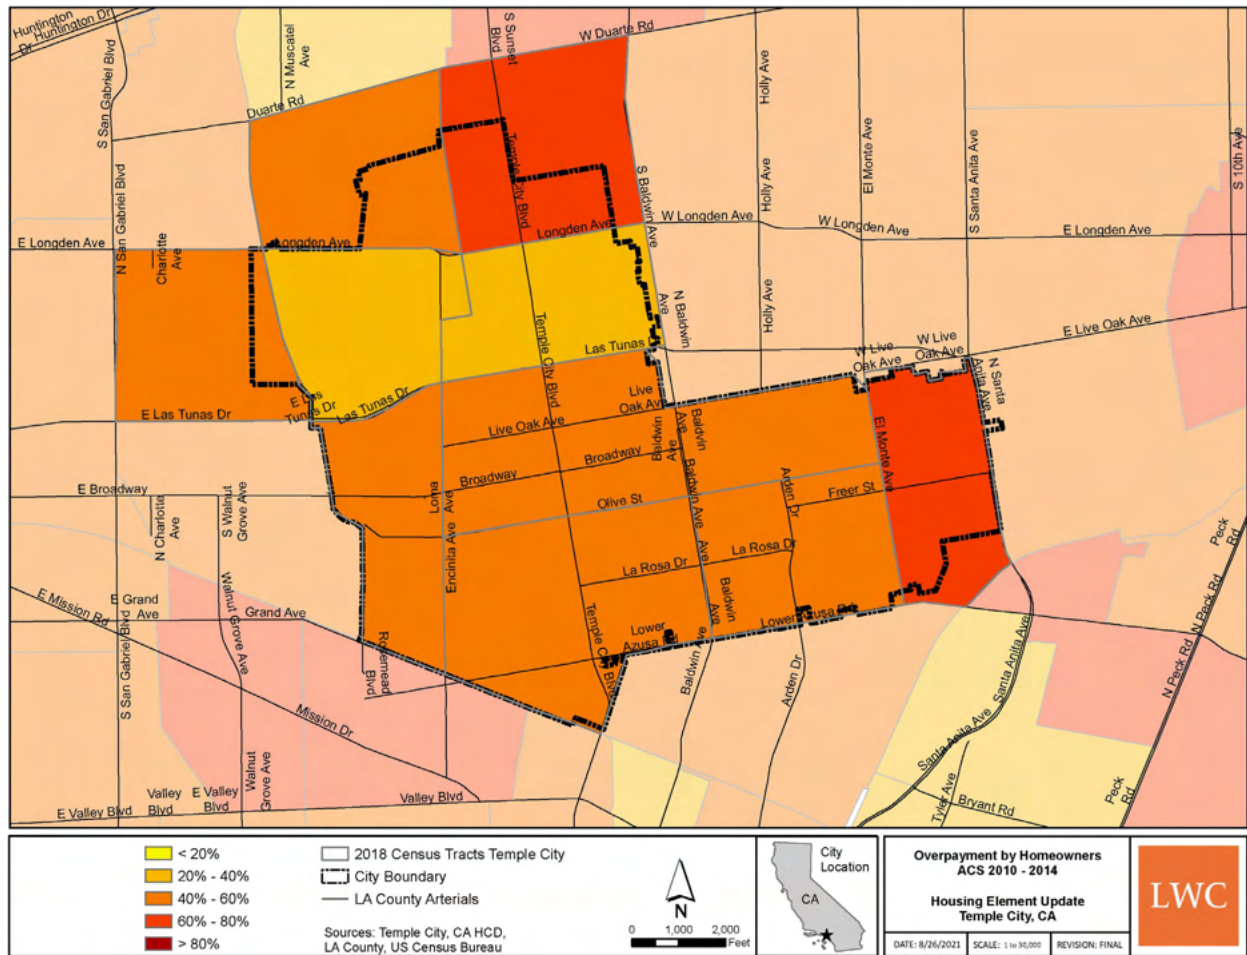 Huntington
Dr
Huntington Dr
S San Gabriel Blvd
N Muscatel
Ave
S Sunset
Blvd
W Duarte Rd
Duarte Rd
Holly Ave
El Monte Ave
S Santa Anita Ave
S 10th Ave
S San Gabriel Blvd
Temple City Blvd
S Baldwin Ave
Holly Ave
E Longden Ave
N San Gabriel Blvd
Charlotte
Ave
Longden Ave
Longden Ave
W Longden Ave
W Longden Ave
E Longden Ave
N Baldwin
Ave
Holly Ave
E Live Oak Ave
Temple City Blvd
Las Tunas Dr
W Live
Oak Ave
W Live
Oak Ave
N Santa
Anita Ave
E Las Tunas Dr
E Las
Tunas Dr
Las Tunas Dr
Live
Oak Ave
Live Oak Ave
Baldwin
Ave
Baldwin
Ave
El Monte Ave
E Broadway
Broadway
Broadway
Loma
Ave
Olive St
Baldwin Ave
Arden Dr
Freer St
N Charlotte
Ave
S Walnut
Grove Ave
Encinita Ave
La Rosa Dr
La Rosa Dr
Ave
Peck
Rd
E Mission Rd
E Grand
Ave
Grand Ave
Walnut Grove Ave
Rosemead
Blvd
Temple City Blvd
Lower
Azusa Rd
Baldwin
Ave
Lower Azusa Rd
S San Gabriel Blvd
Mission Dr
Baldwin Ave
Arden Dr
Santa Anita Ave
Santa Anita Ave
N Peck Rd
N Peck Rd
Walnut
Grove Ave
E Valley Blvd
Valley
Blvd
E Valley
Blvd
Valley Blvd
Tyler Ave
Bryant Rd
Peck
Rd
< 20%
20% - 40%
40% - 60%
60% - 80%
> 80%
2018 Census Tracts Temple City
City Boundary
LA County Arterials
Sources: Temple City, CA HCD,
LA County, US Census Bureau
N
0 1,000 2,000
Feet
City
Location
CA
Overpayment by Homeowners
ACS 2010 - 2014
Housing Element Update
Temple City, CA
DATE: 8/26/2021
SCALE: 1 to 30,000
REVISION: FINAL
LWC